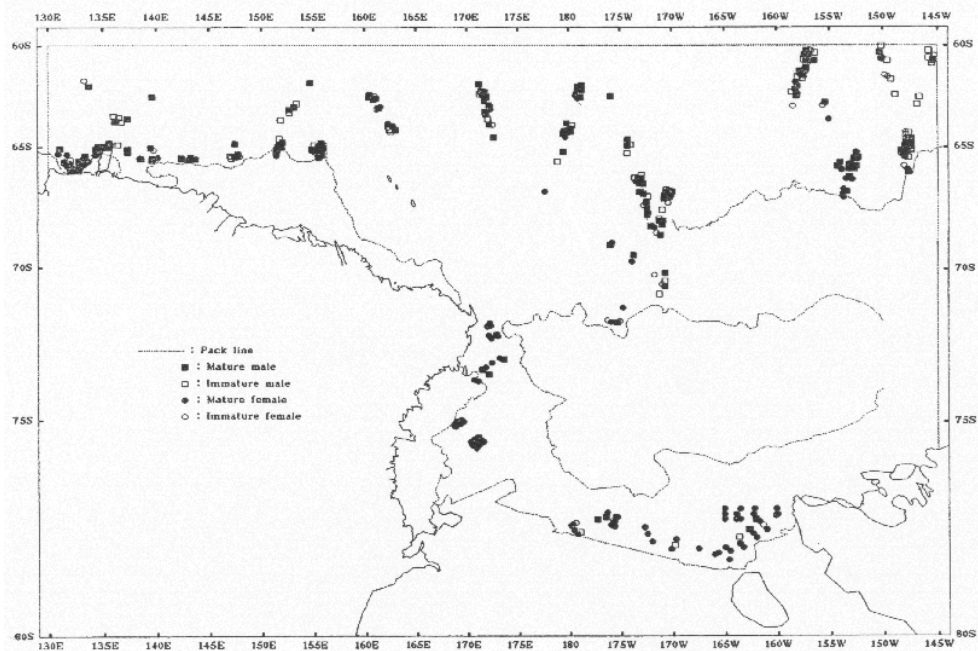 130E 135E 140E 145E 150E 155E 160E 165E 170E 175E 180 175W 170W 165W 160W 155W 150W 145W
60S 60S
65S 65S
70S 70S
: Pack line
: Mature male
: Immature male
: Mature female
: Immature female
75S 75S
80S 80S
130E 135E 140E 145E 150E 155E 160E 165E 170E 175E 180 175W 170W 165W 160W 155W 150W 145W